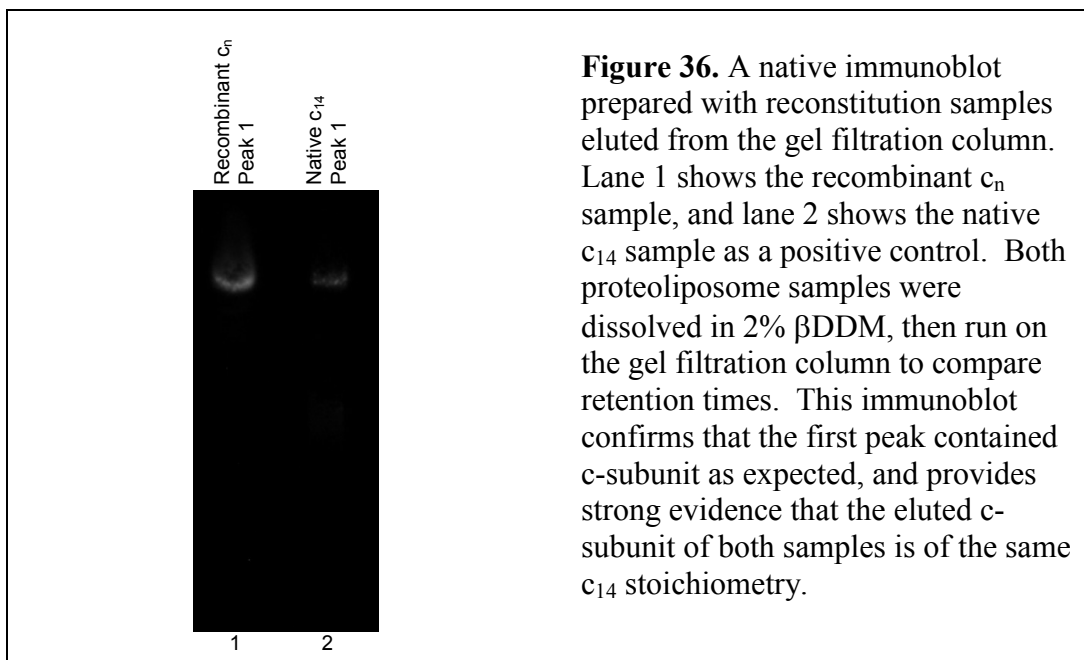 Recombinant cₙ
Peak 1
Native c₁₄
Peak 1
1
2
Figure 36. A native immunoblot
prepared with reconstitution samples
eluted from the gel filtration column.
Lane 1 shows the recombinant cₙ
sample, and lane 2 shows the native
c₁₄ sample as a positive control. Both
proteoliposome samples were
dissolved in 2% βDDM, then run on
the gel filtration column to compare
retention times. This immunoblot
confirms that the first peak contained
c-subunit as expected, and provides
strong evidence that the eluted c-
subunit of both samples is of the same
c₁₄ stoichiometry.